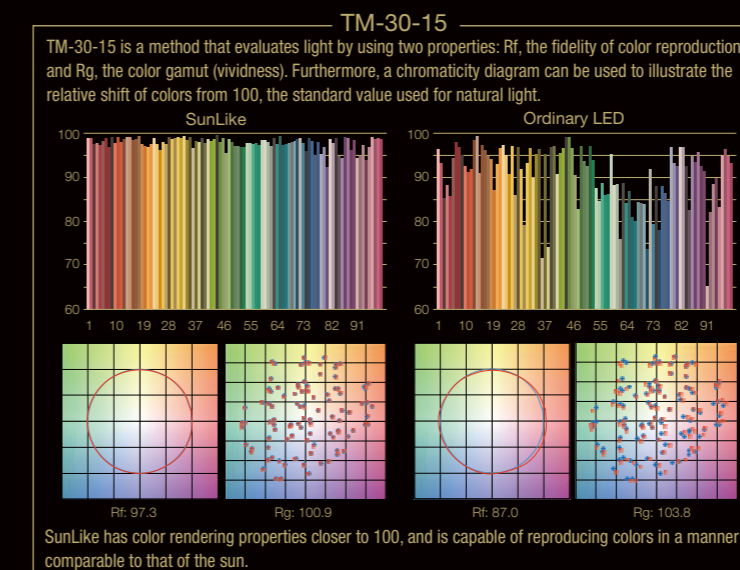 TM-30-15
TM-30-15 is a method that evaluates light by using two properties: Rf, the fidelity of color reproduction
and Rg, the color gamut (vividness). Furthermore, a chromaticity diagram can be used to illustrate the
relative shift of colors from 100, the standard value used for natural light.
SunLike
100
90
80
70
60
1 10 19 28 37 46 55 64 73 82 91
Ordinary LED
100
90
80
70
60
1 10 19 28 37 46 55 64 73 82 91
Rf: 97.3
Rg: 100.9
Rf: 87.0
Rg: 103.8
SunLike has color rendering properties closer to 100, and is capable of reproducing colors in a manner
comparable to that of the sun.